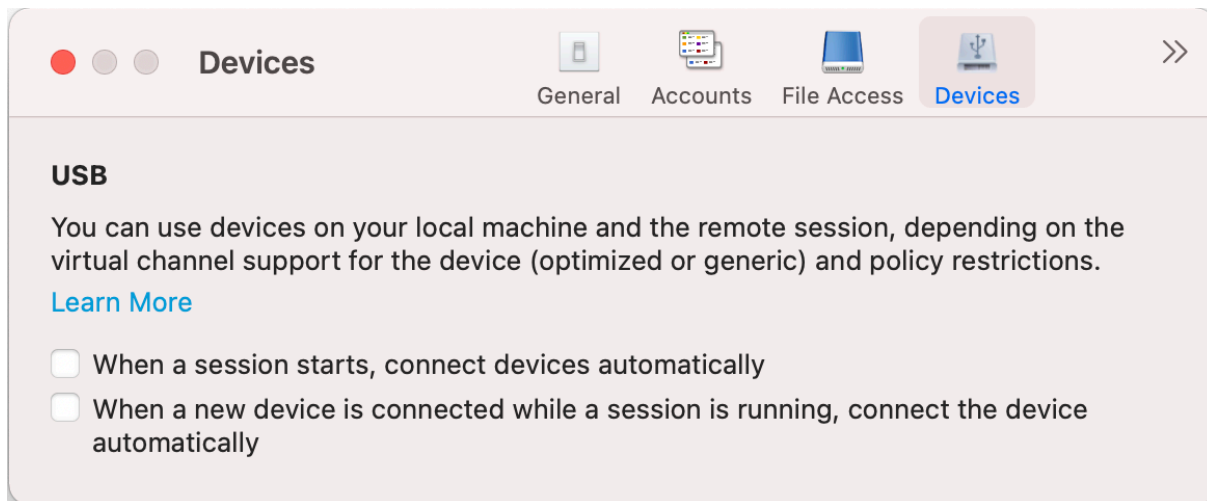 Devices
General
Accounts
File Access
Devices
USB
You can use devices on your local machine and the remote session, depending on the
virtual channel support for the device (optimized or generic) and policy restrictions.
Learn More
When a session starts, connect devices automatically
When a new device is connected while a session is running, connect the device
automatically